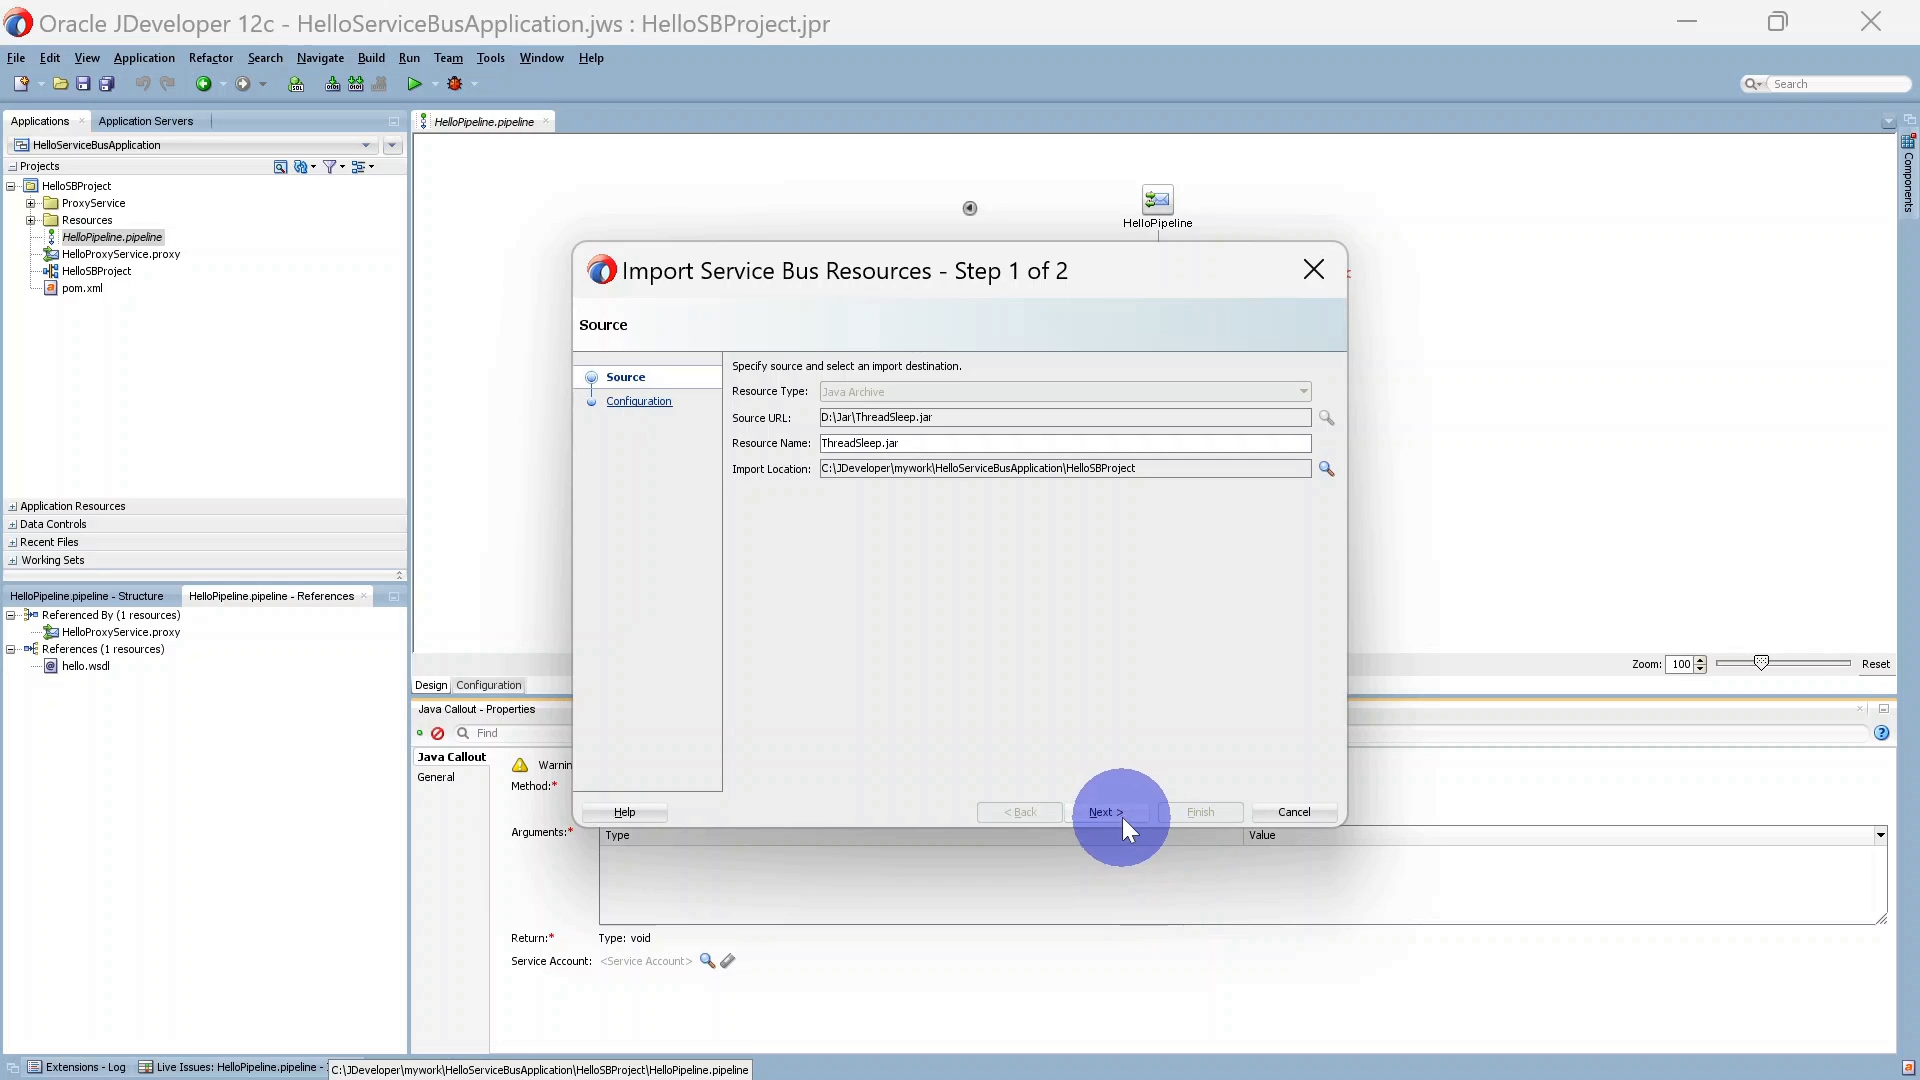 Oracle JDeveloper 12c - HelloServiceBusApplication.jws : HelloSBProject.jpr
File Edit View Application Refactor Search Navigate Build Run Team Tools Window Help
Search
Applications Application Servers
HelloPipeline.pipeline
HelloServiceBusApplication
Projects
HelloSBProject
ProxyService
Resources
HelloPipeline.pipeline
HelloProxyService.proxy
HelloSBProject
pom.xml
Components
HelloPipeline
Import Service Bus Resources - Step 1 of 2
Source
Source
Configuration
Specify source and select an import destination.
Resource Type: Java Archive
Source URL: D:\Jar\ThreadSleep.jar
Resource Name: ThreadSleep.jar
Import Location: C:\JDeveloper\mywork\HelloServiceBusApplication\HelloSBProject
Help < Back Next > Finish Cancel
Application Resources
Data Controls
Recent Files
Working Sets
HelloPipeline.pipeline - Structure HelloPipeline.pipeline - References
Referenced By (1 resources)
HelloProxyService.proxy
References (1 resources)
hello.wsdl
Zoom: 100 Reset
Design Configuration
Java Callout - Properties
Find
Java Callout
General
Warnin
Method:*
Arguments:* Type Value
Return:* Type: void
Service Account: <Service Account>
Extensions - Log Live Issues: HelloPipeline.pipeline -
C:\JDeveloper\mywork\HelloServiceBusApplication\HelloSBProject\HelloPipeline.pipeline